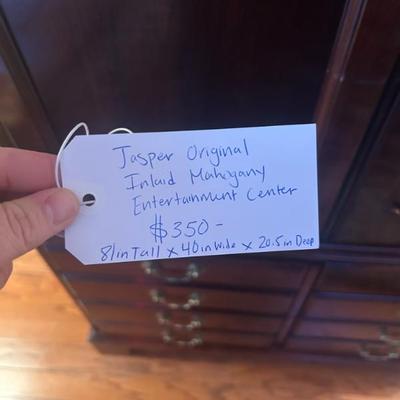 Jasper Original
Inlaid Mahogany
Entertainment Center
$350-
81in Tall x 40in Wide x 20.5in Deep